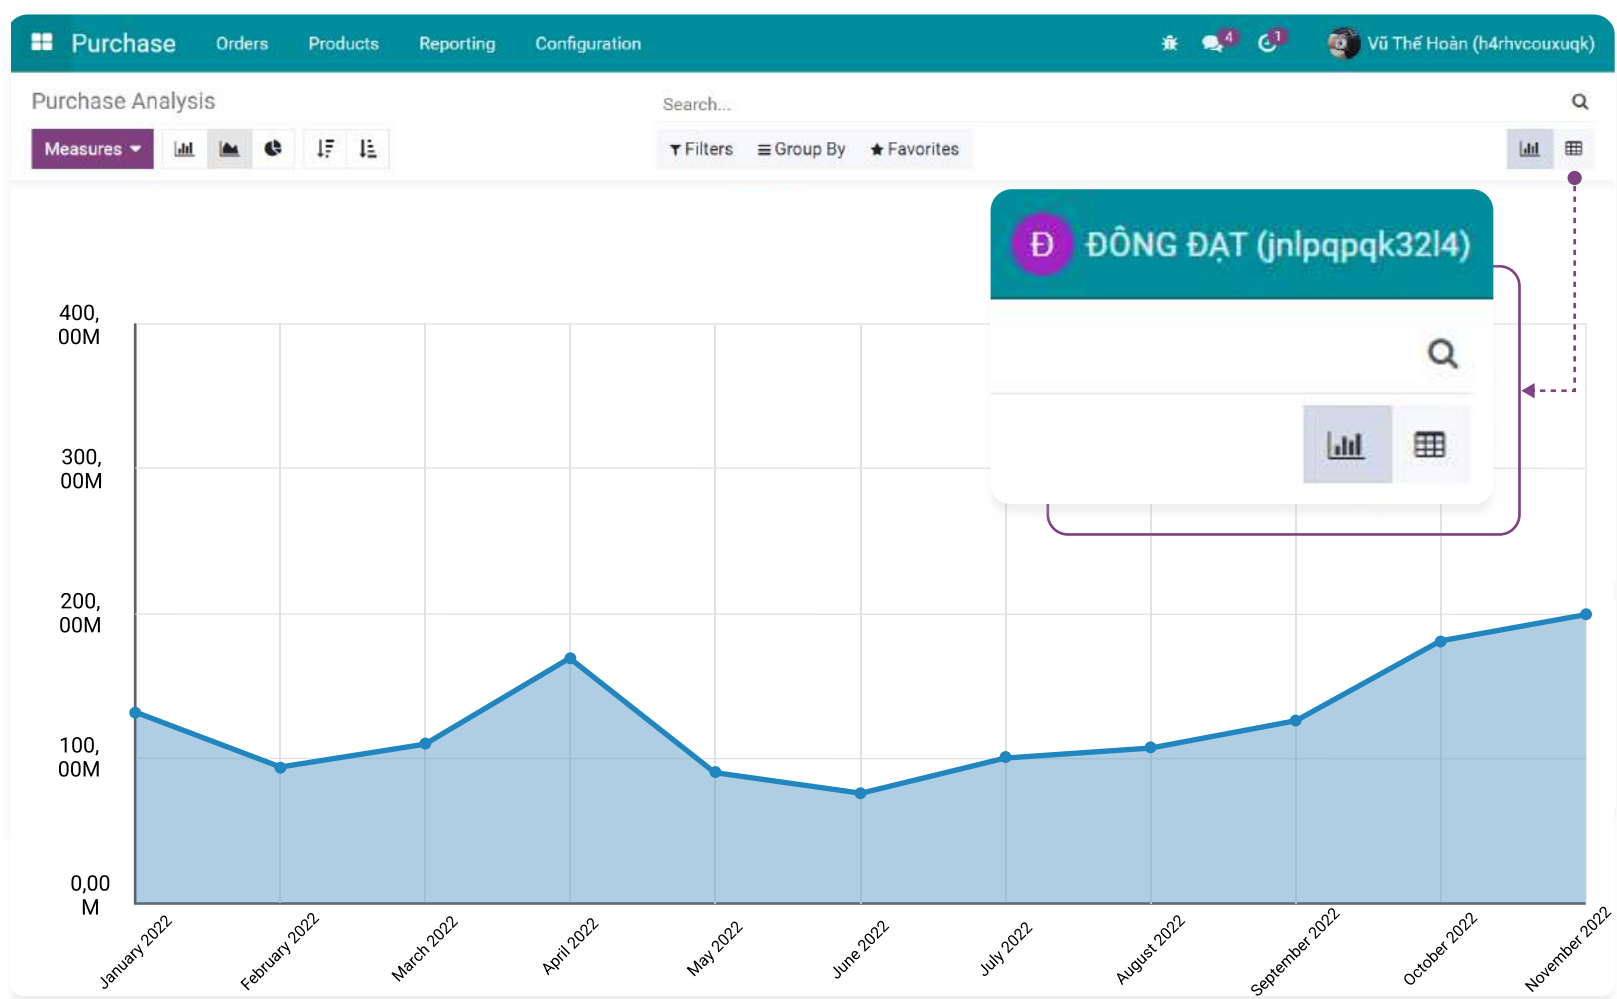 Purchase Orders Products Reporting Configuration 4 1 Vũ Thế Hoàn (h4rhvcouxuqk)
Purchase Analysis
Search...
Measures
Filters Group By Favorites
Đ ĐÔNG ĐẠT (jnlpqpqk32l4)
400,
00M
300,
00M
200,
00M
100,
00M
0,00
M
January 2022
February 2022
March 2022
April 2022
May 2022
June 2022
July 2022
August 2022
September 2022
October 2022
November 2022